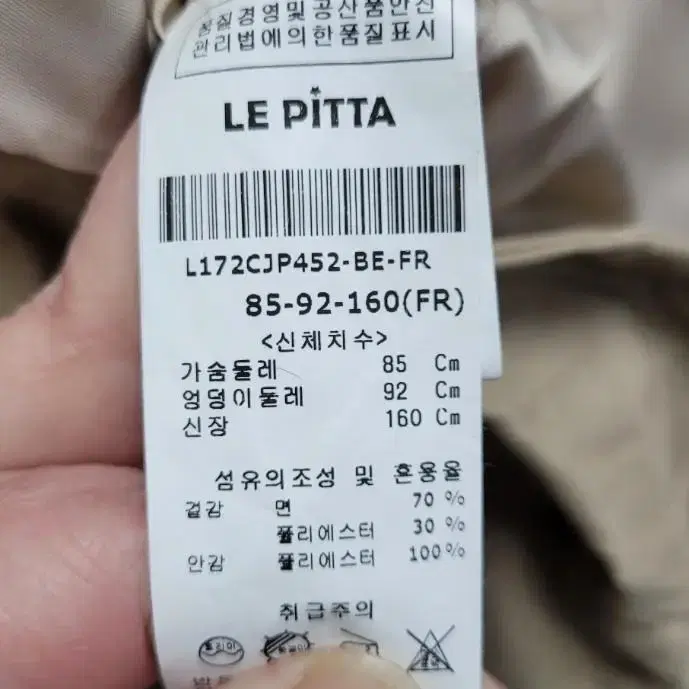 품질경영및공산품안전
관리법에의한품질표시
LE PITTA
L172CJP452-BE-FR
85-92-160(FR)
<신체치수>
가슴둘레 85 Cm
엉덩이둘레 92 Cm
신장 160 Cm
섬유의조성 및 혼용율
겉감 면 70 %
폴리에스터 30 %
안감 폴리에스터 100%
취급주의
드라이